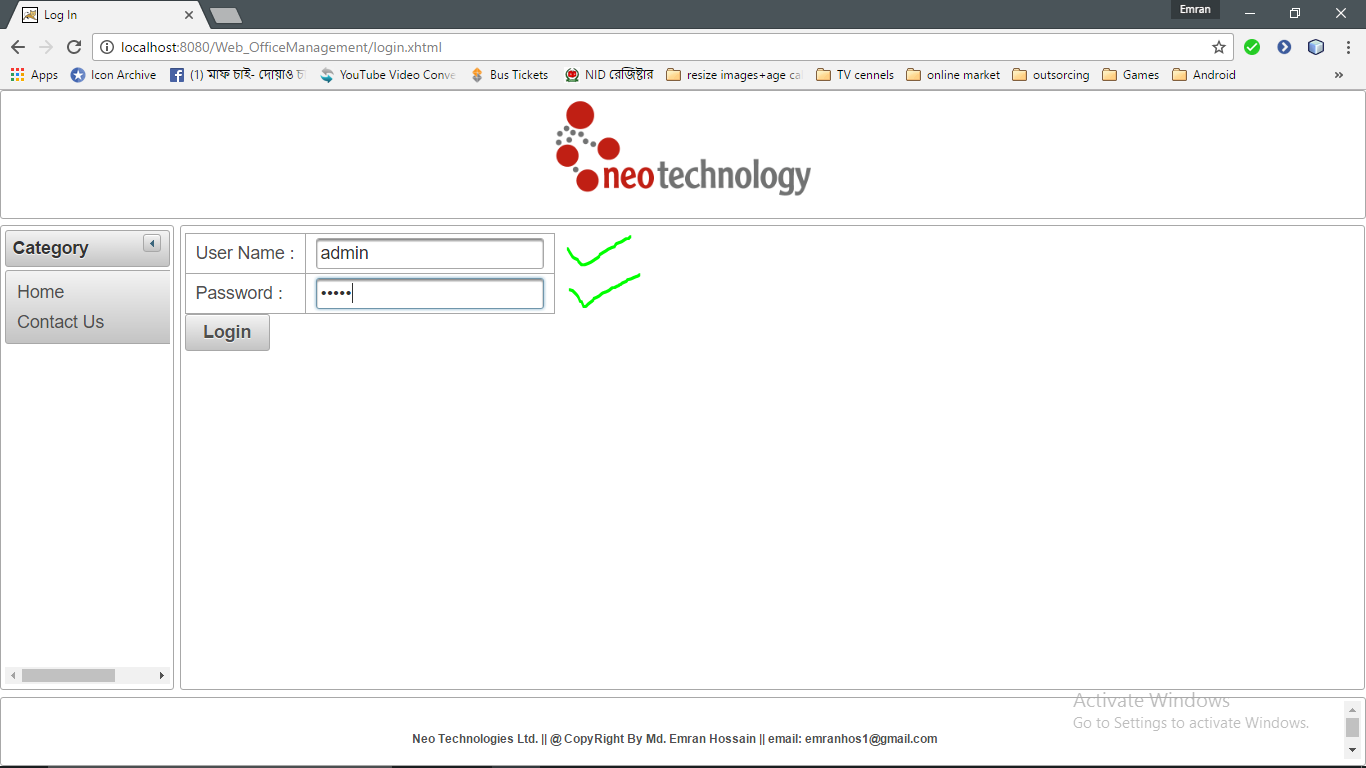 Log In
Emran
localhost:8080/Web_OfficeManagement/login.xhtml
Apps Icon Archive (1) মাফ চাই- দোয়াও YouTube Video Conve Bus Tickets NID রেজিষ্টার resize images+age ca TV cennels online market outsorcing Games Android »
neotechnology
Category
Home
Contact Us
User Name : admin
Password : •••••
Login
Activate Windows
Go to Settings to activate Windows.
Neo Technologies Ltd. || @ CopyRight By Md. Emran Hossain || email: emranhos1@gmail.com